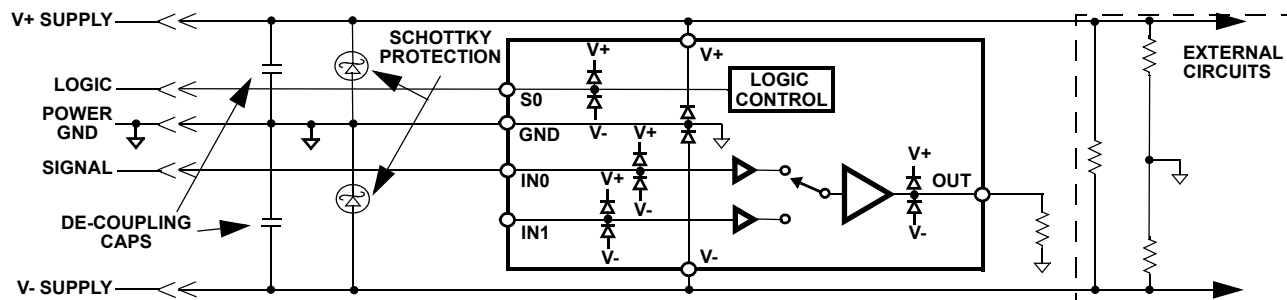 V+ SUPPLY
LOGIC
POWER
GND
SIGNAL
DE-COUPLING
CAPS
V- SUPPLY
SCHOTTKY
PROTECTION
S0
GND
IN0
IN1
V+
V-
V+
V-
V+
V-
V+
LOGIC
CONTROL
V+
V-
OUT
V-
EXTERNAL
CIRCUITS